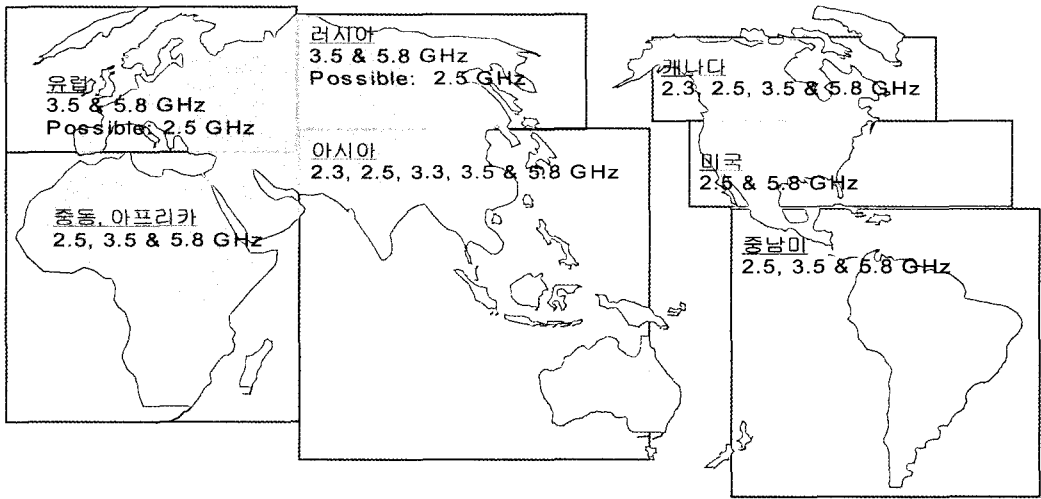 유럽
3.5 & 5.8 GHz
Possible: 2.5 GHz
러시아
3.5 & 5.8 GHz
Possible: 2.5 GHz
캐나다
2.3, 2.5, 3.5 & 5.8 GHz
아시아
2.3, 2.5, 3.3, 3.5 & 5.8 GHz
미국
2.5 & 5.8 GHz
중동, 아프리카
2.5, 3.5 & 5.8 GHz
중남미
2.5, 3.5 & 5.8 GHz